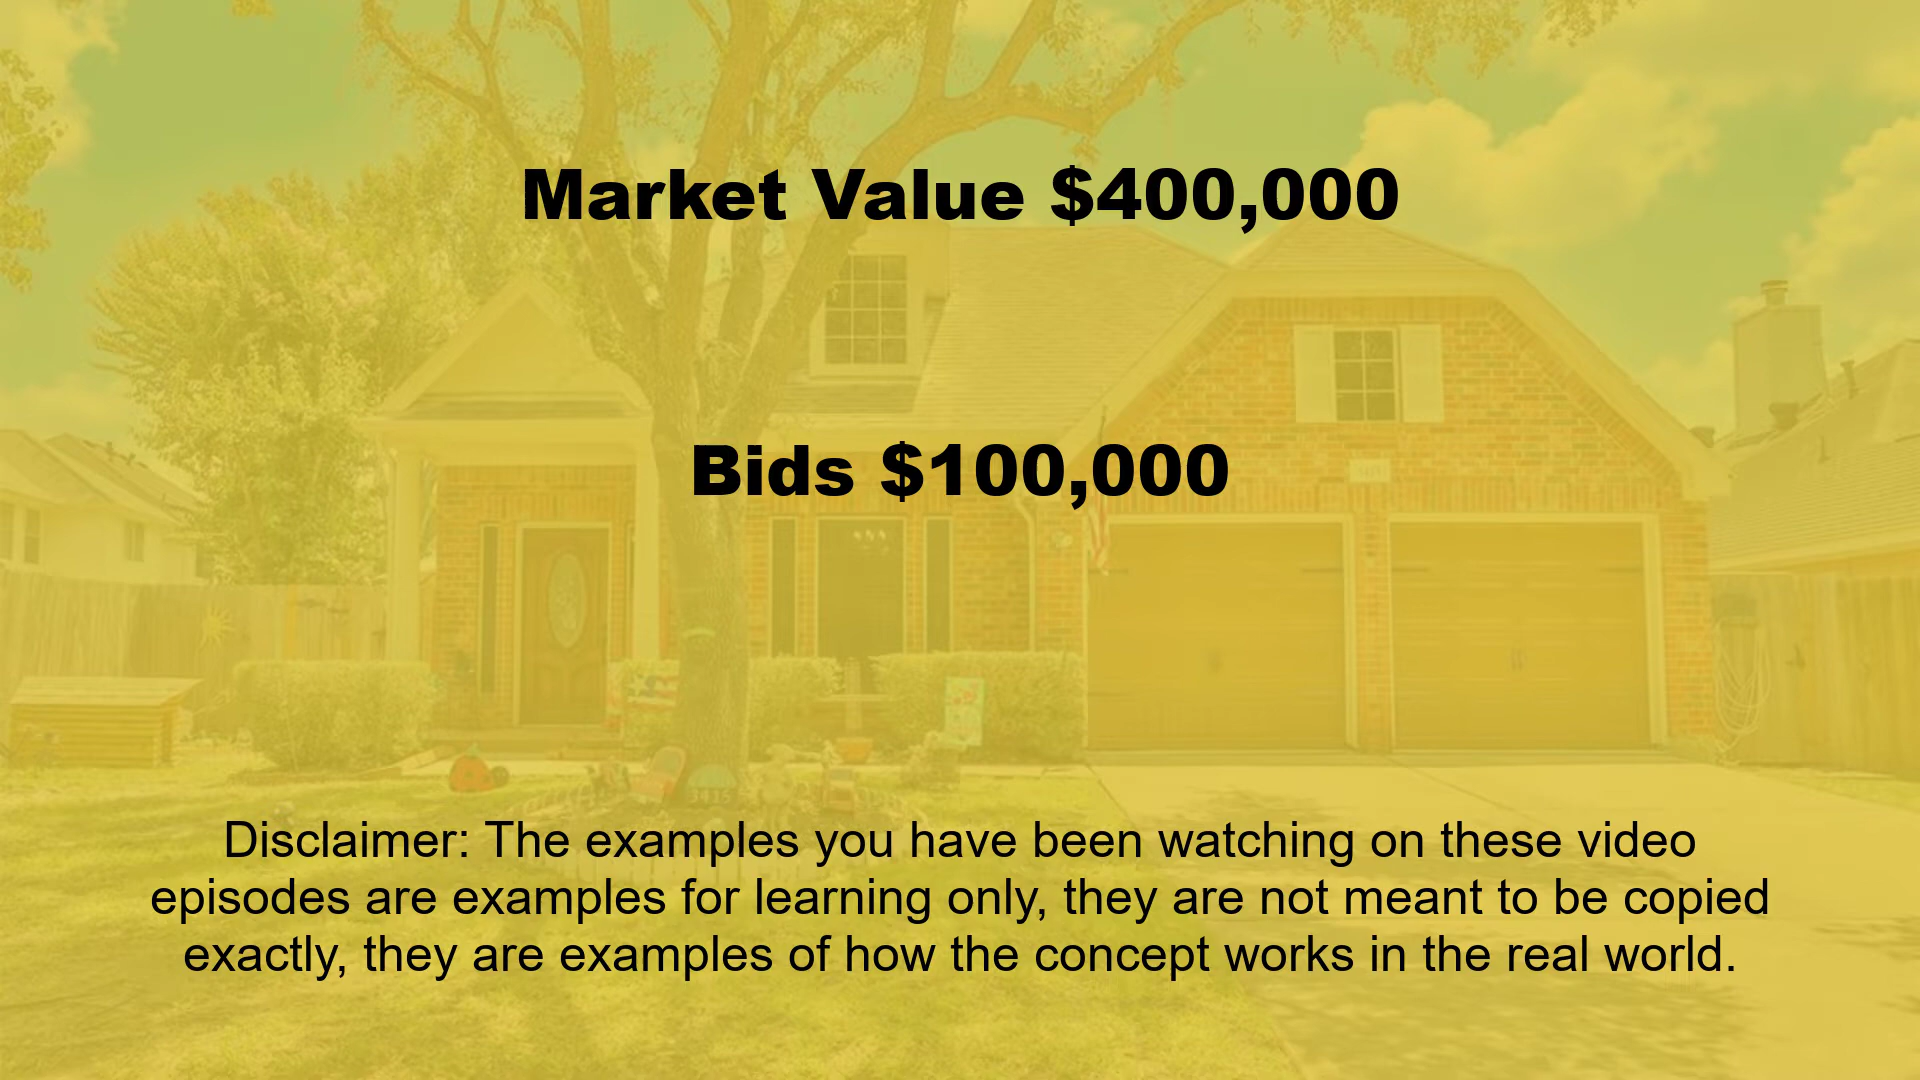 Market Value $400,000
Bids $100,000
Disclaimer: The examples you have been watching on these video
episodes are examples for learning only, they are not meant to be copied
exactly, they are examples of how the concept works in the real world.